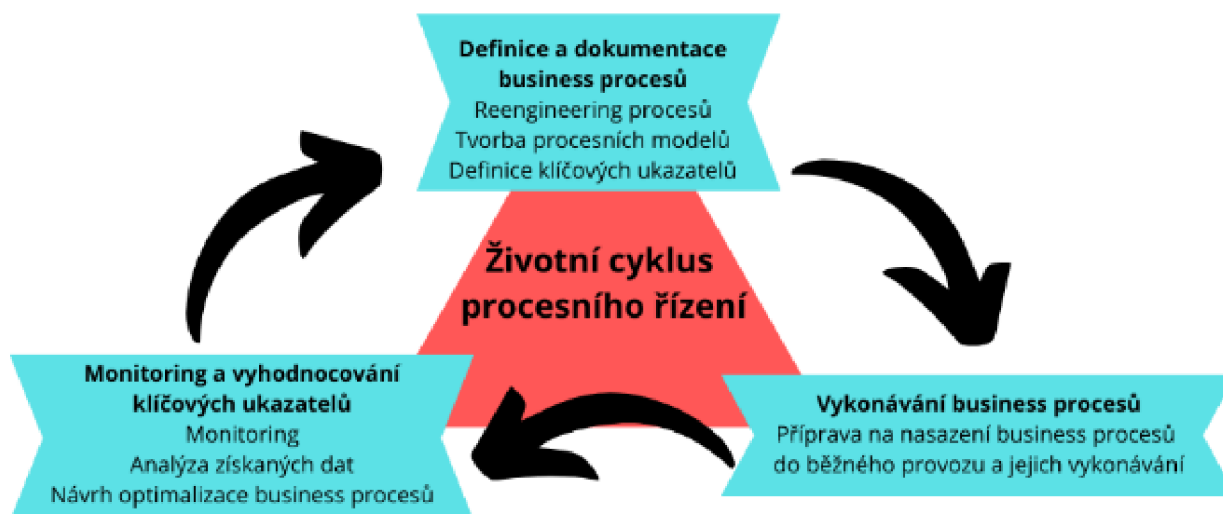 Definice a dokumentace
business procesů
Reengineering procesů
Tvorba procesních modelů
Definice klíčových ukazatelů
Životní cyklus
procesního řízení
Monitoring a vyhodnocování
klíčových ukazatelů
Monitoring
Analýza získaných dat
Návrh optimalizace business procesů
Vykonávání business procesů
Příprava na nasazení business procesů
do běžného provozu a jejich vykonávání